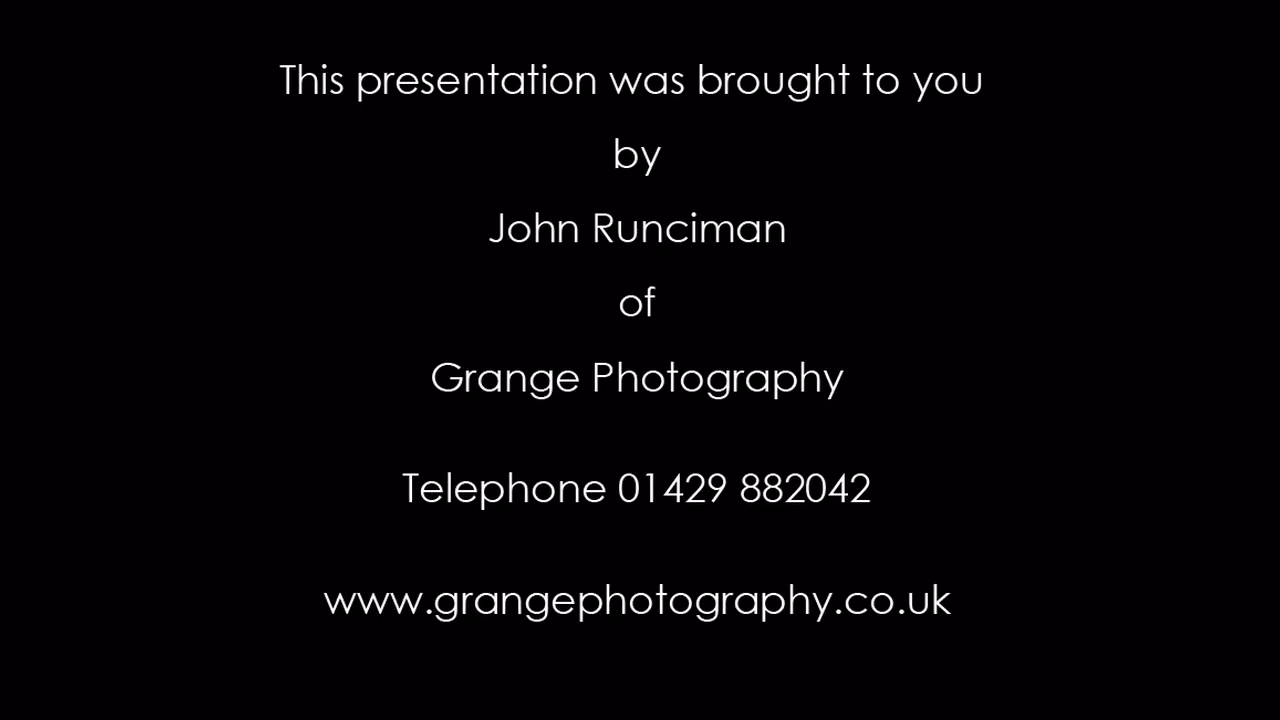 This presentation was brought to you
by
John Runciman
of
Grange Photography
Telephone 01429 882042
www.grangephotography.co.uk